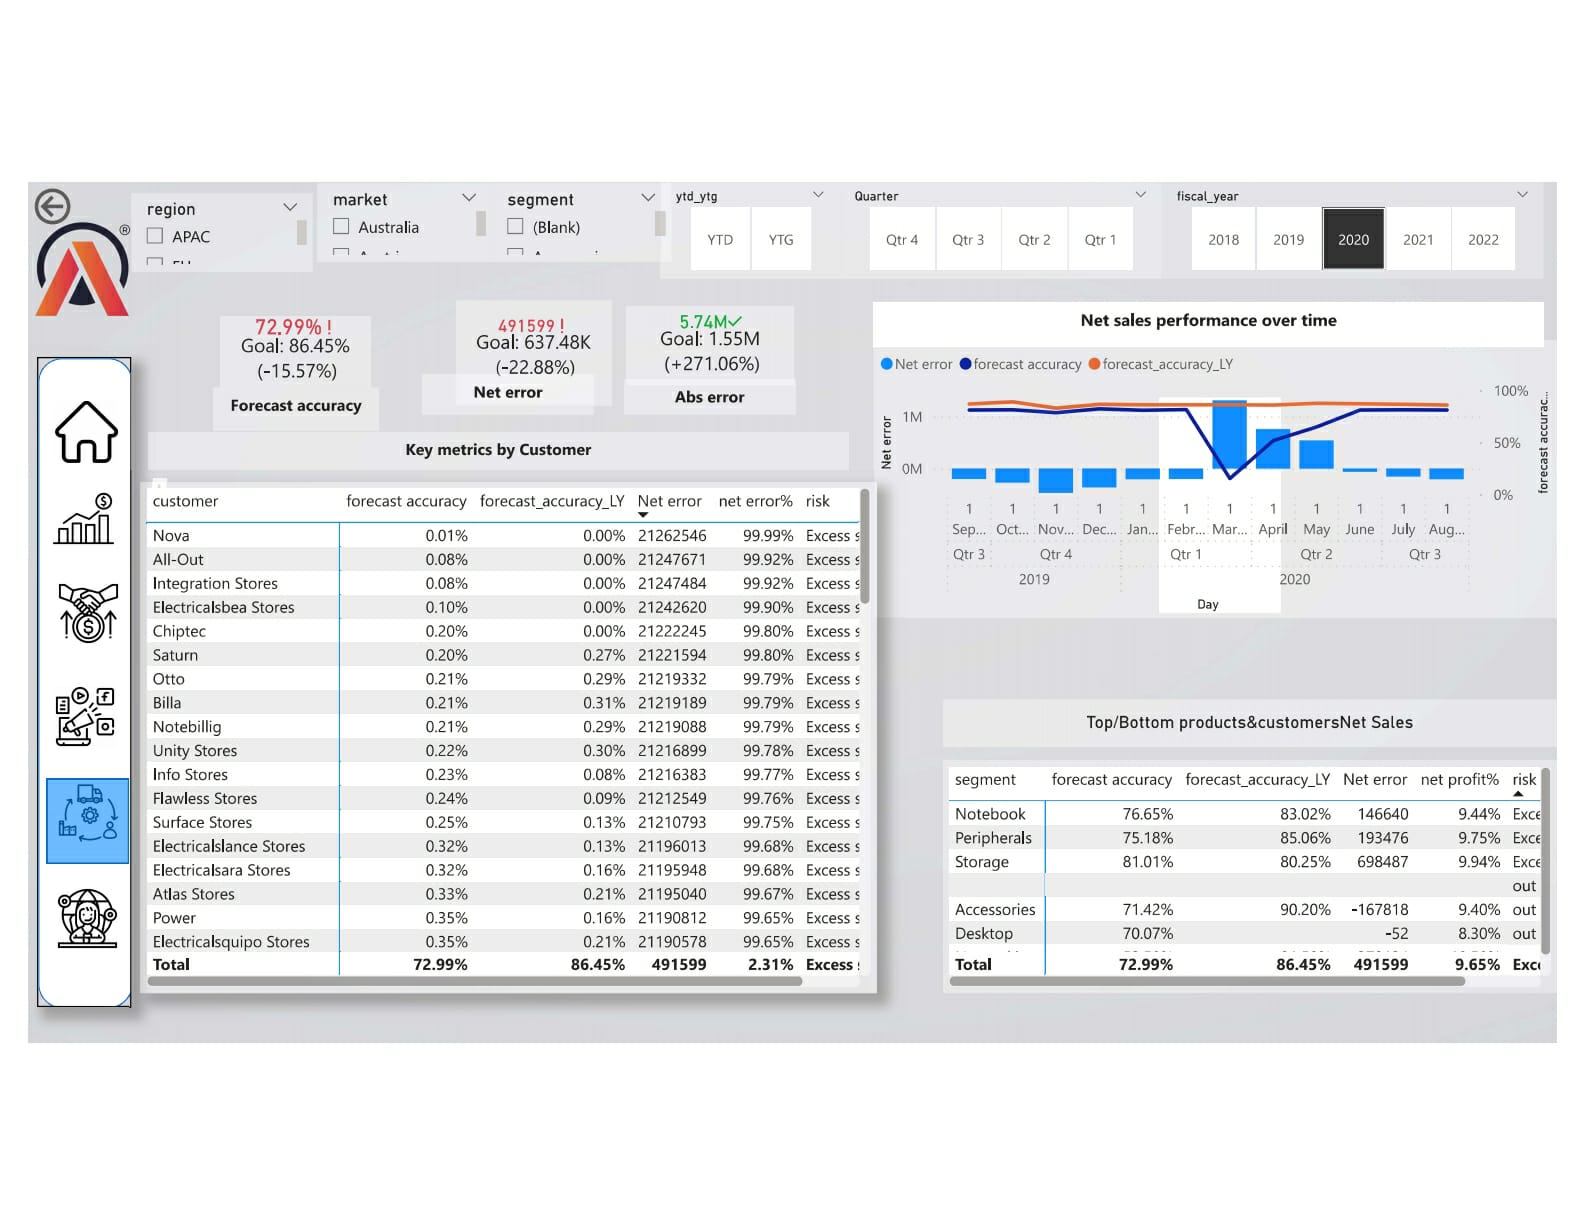 region
APAC
market
Australia
segment
(Blank)
ytd_ytg
YTD YTG
Quarter
Qtr 4 Qtr 3 Qtr 2 Qtr 1
fiscal_year
2018 2019 2020 2021 2022
®
72.99% !
Goal: 86.45%
(-15.57%)
Forecast accuracy
491599 !
Goal: 637.48K
(-22.88%)
Net error
5.74M✓
Goal: 1.55M
(+271.06%)
Abs error
Net sales performance over time
Net error forecast accuracy forecast_accuracy_LY
Net error
1M
0M
100%
50%
0%
forecast accurac...
1 1 1 1 1 1 1 1 1 1 1 1
Sep... Oct... Nov... Dec... Jan... Febr... Mar... April May June July Aug...
Qtr 3 Qtr 4 Qtr 1 Qtr 2 Qtr 3
2019 2020
Day
Key metrics by Customer
customer forecast accuracy forecast_accuracy_LY Net error net error% risk
Nova 0.01% 0.00% 21262546 99.99% Excess
All-Out 0.08% 0.00% 21247671 99.92% Excess
Integration Stores 0.08% 0.00% 21247484 99.92% Excess
Electricalsbea Stores 0.10% 0.00% 21242620 99.90% Excess
Chiptec 0.20% 0.00% 21222245 99.80% Excess
Saturn 0.20% 0.27% 21221594 99.80% Excess
Otto 0.21% 0.29% 21219332 99.79% Excess
Billa 0.21% 0.31% 21219189 99.79% Excess
Notebillig 0.21% 0.29% 21219088 99.79% Excess
Unity Stores 0.22% 0.30% 21216899 99.78% Excess
Info Stores 0.23% 0.08% 21216383 99.77% Excess
Flawless Stores 0.24% 0.09% 21212549 99.76% Excess
Surface Stores 0.25% 0.13% 21210793 99.75% Excess
Electricalslance Stores 0.32% 0.13% 21196013 99.68% Excess
Electricalsara Stores 0.32% 0.16% 21195948 99.68% Excess
Atlas Stores 0.33% 0.21% 21195040 99.67% Excess
Power 0.35% 0.16% 21190812 99.65% Excess
Electricalsquipo Stores 0.35% 0.21% 21190578 99.65% Excess
Total 72.99% 86.45% 491599 2.31% Excess
Top/Bottom products&customersNet Sales
segment forecast accuracy forecast_accuracy_LY Net error net profit% risk
Notebook 76.65% 83.02% 146640 9.44% Exce
Peripherals 75.18% 85.06% 193476 9.75% Exce
Storage 81.01% 80.25% 698487 9.94% Exce
out
Accessories 71.42% 90.20% -167818 9.40% out
Desktop 70.07% -52 8.30% out
Total 72.99% 86.45% 491599 9.65% Exc